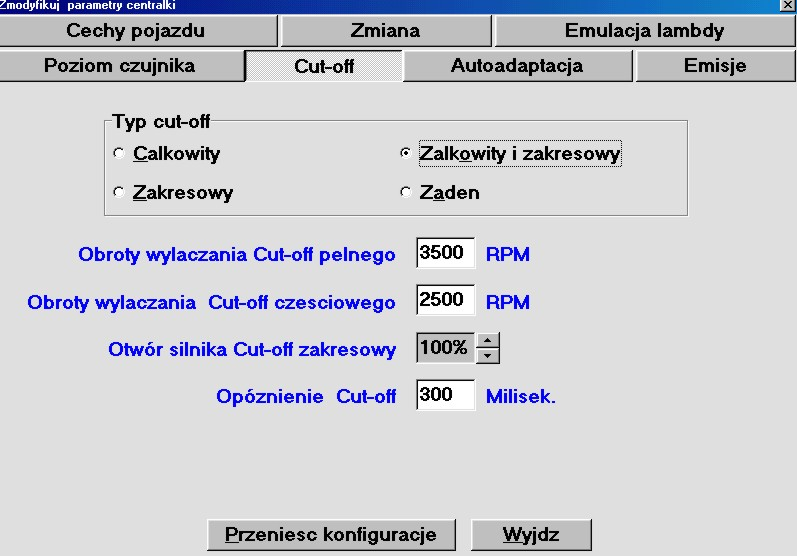 Zmodyfikuj parametry centralki
Cechy pojazdu Zmiana Emulacja lambdy
Poziom czujnika Cut-off Autoadaptacja Emisje
Typ cut-off
Calkowity Zalkowity i zakresowy
Zakresowy Zaden
Obroty wylaczania Cut-off pelnego 3500 RPM
Obroty wylaczania Cut-off czesciowego 2500 RPM
Otwór silnika Cut-off zakresowy 100%
Opóznienie Cut-off 300 Milisek.
Przeniesc konfiguracje Wyjdz